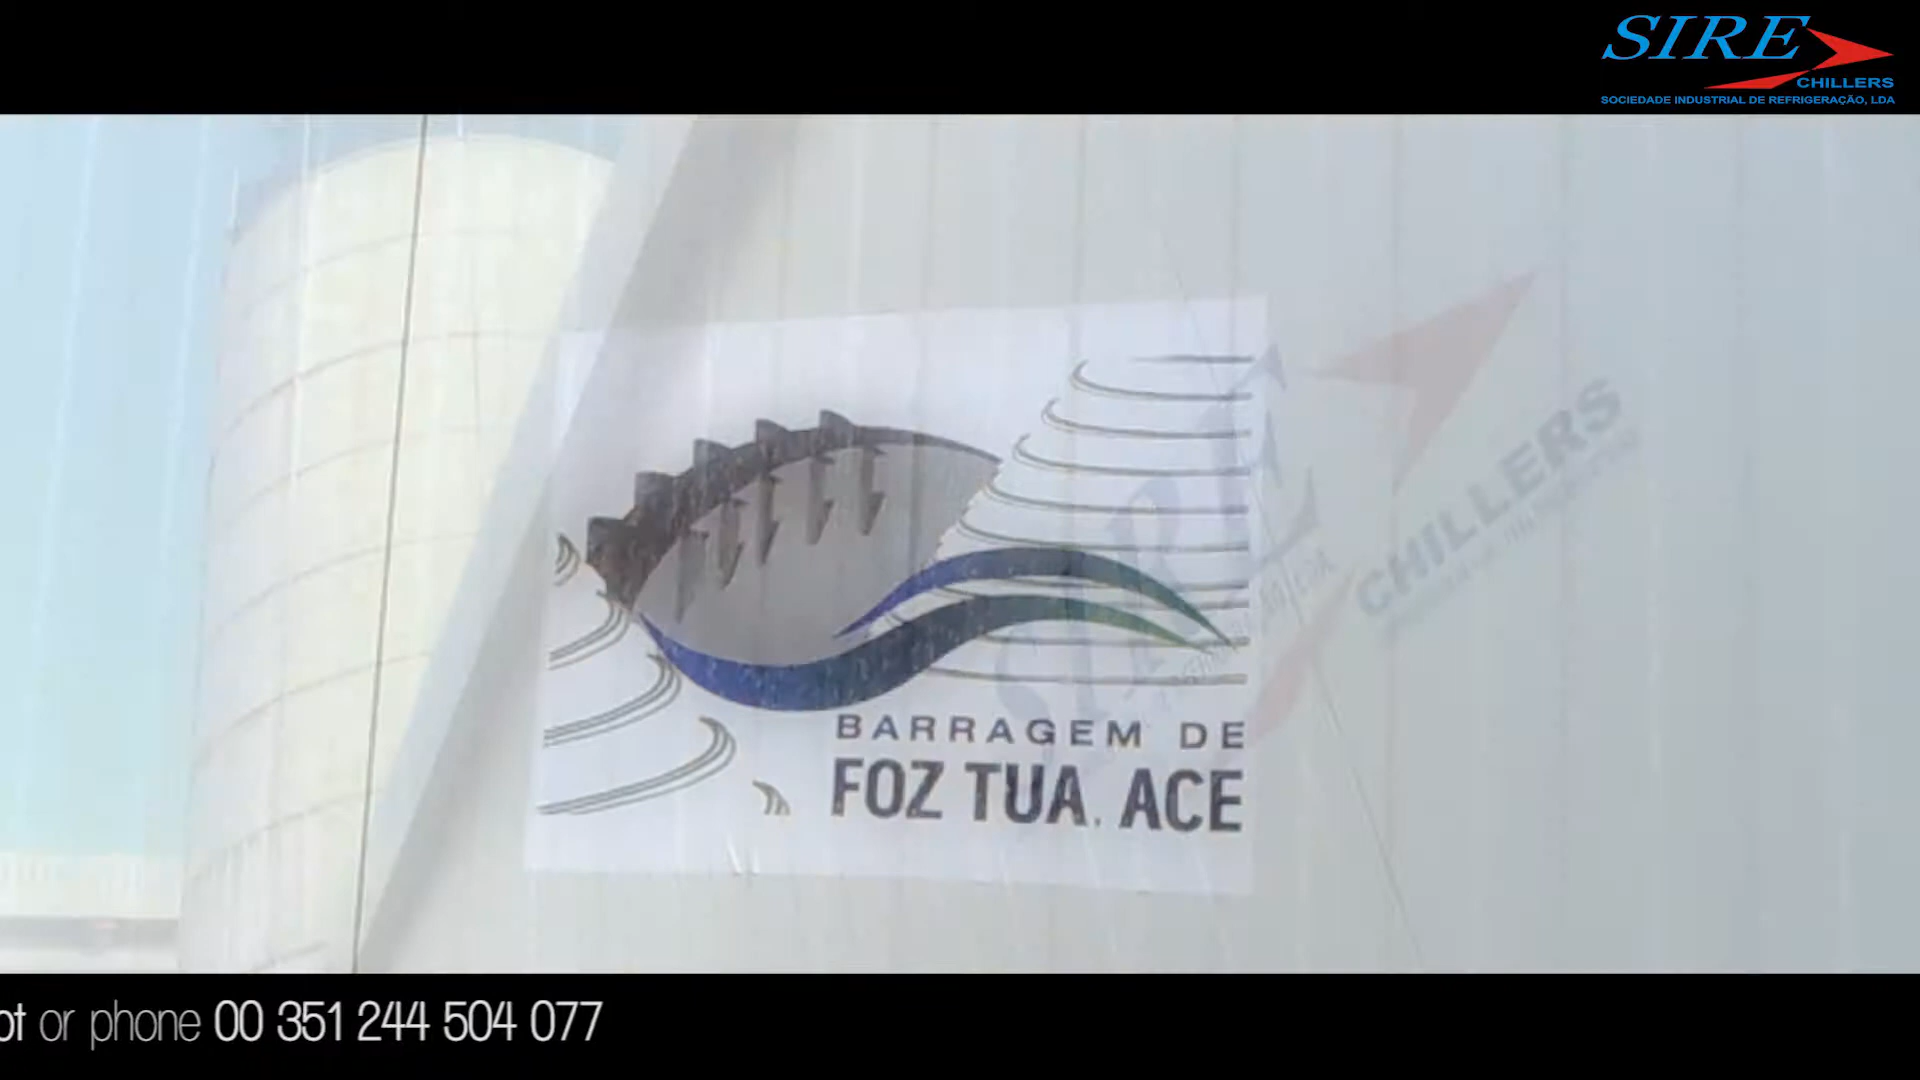 SIRE
CHILLERS
SOCIEDADE INDUSTRIAL DE REFRIGERAÇÃO, LDA
SIRE
CHILLERS
BARRAGEM DE
FOZ TUA. ACE
or phone 00 351 244 504 077